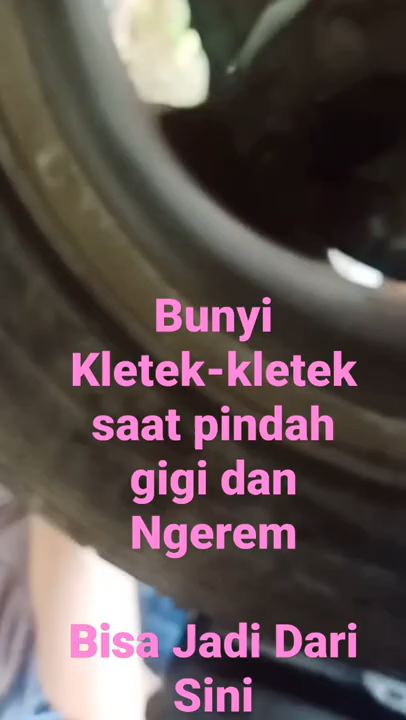 Bunyi
Kletek-kletek
saat pindah
gigi dan
Ngerem
Bisa Jadi Dari
Sini